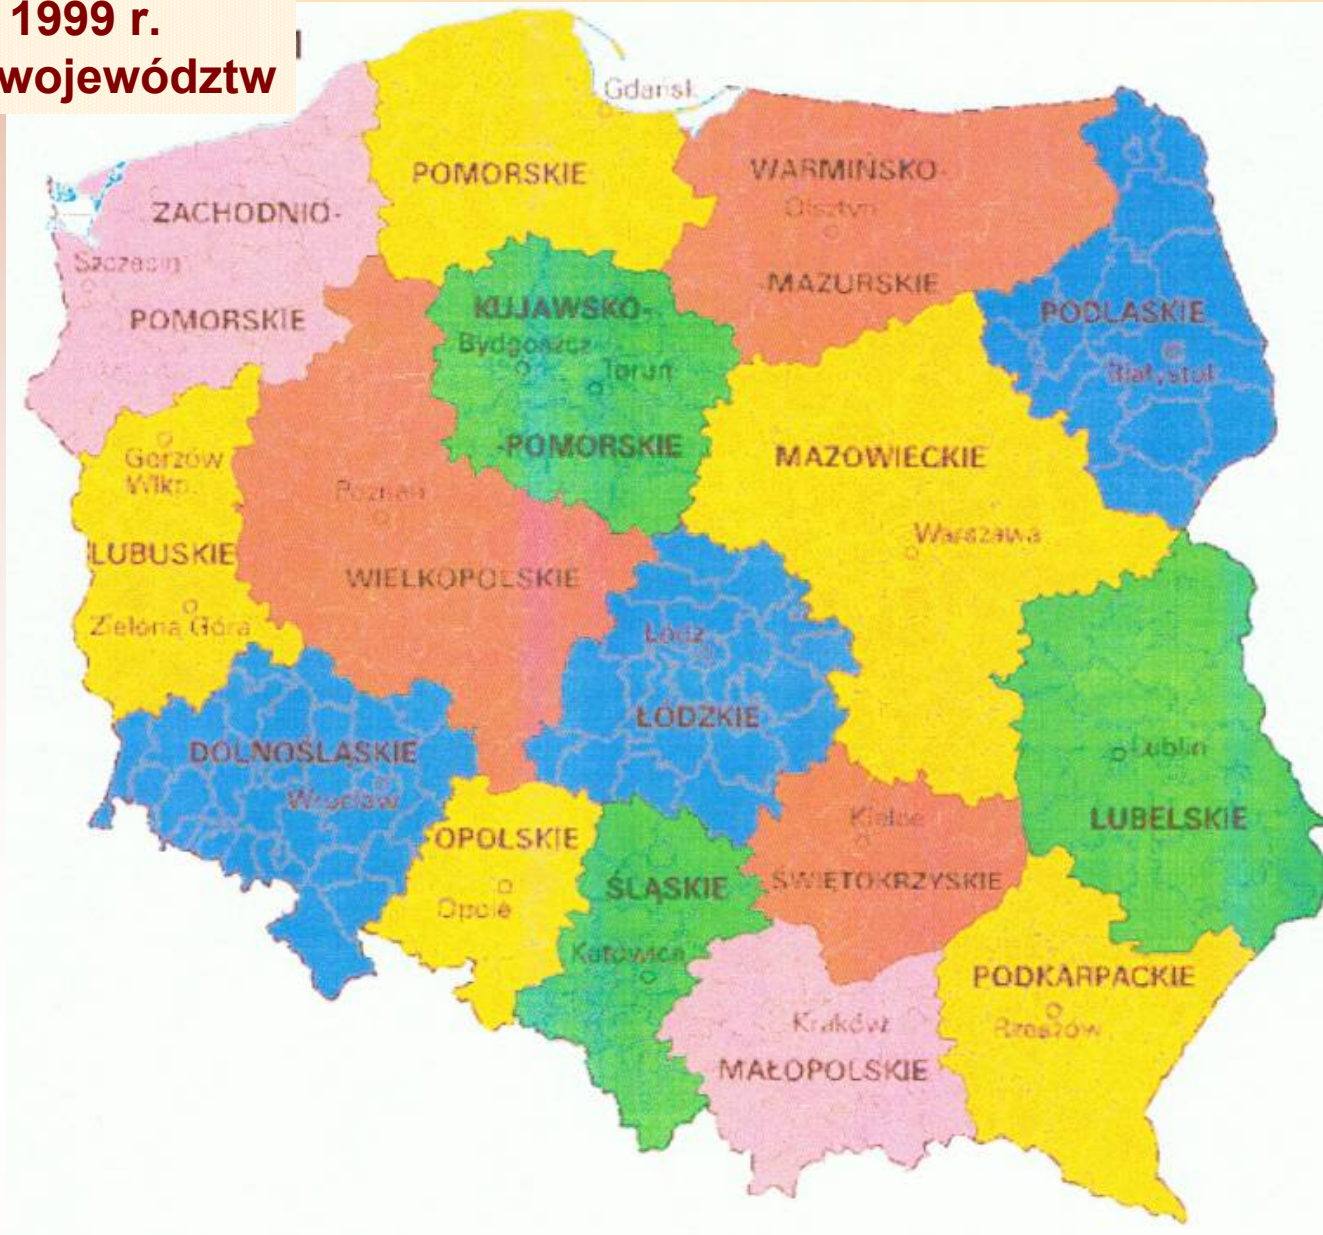 1999 r.
województw
Gdańsk
POMORSKIE
WARMIŃSKO-
Olsztyn
-MAZURSKIE
ZACHODNIO-
Szczecin
POMORSKIE
KUJAWSKO-
Bydgoszcz
Toruń
-POMORSKIE
PODLASKIE
Białystok
Gorzów
Wlkp.
LUBUSKIE
Zielona Góra
Poznań
WIELKOPOLSKIE
MAZOWIECKIE
Warszawa
Łódź
ŁÓDZKIE
DOLNOŚLĄSKIE
Wrocław
Lublin
LUBELSKIE
OPOLSKIE
Opole
ŚLĄSKIE
Katowice
Kielce
ŚWIĘTOKRZYSKIE
Kraków
MAŁOPOLSKIE
PODKARPACKIE
Rzeszów